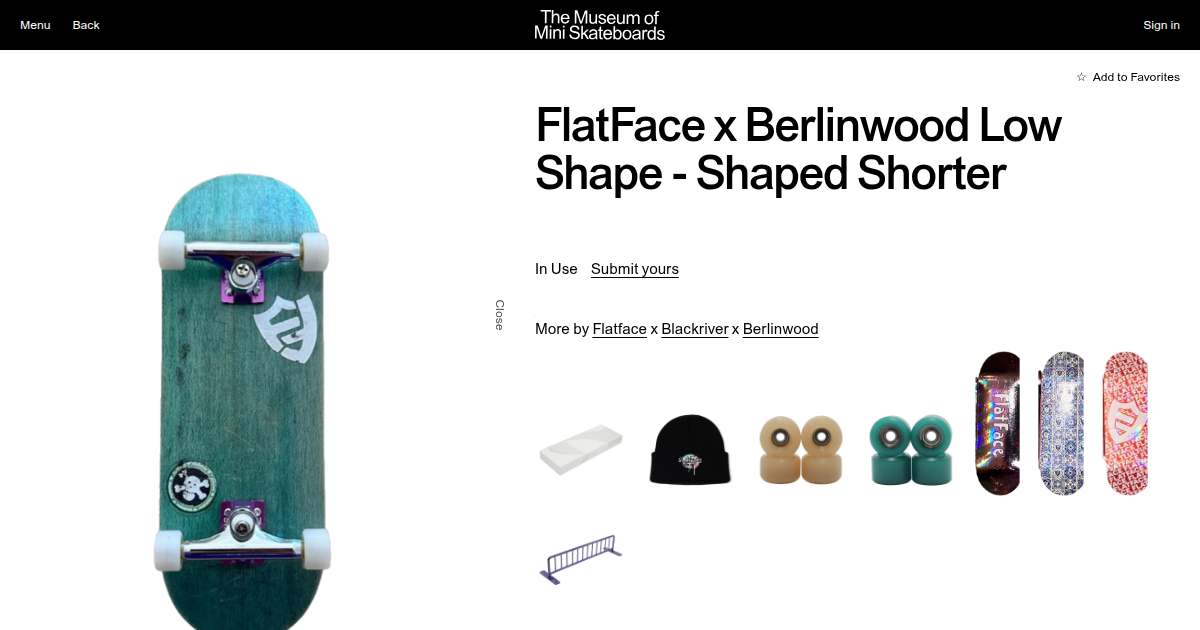 Menu Back
The Museum of
Mini Skateboards
Sign in
☆ Add to Favorites
FlatFace x Berlinwood Low
Shape - Shaped Shorter
In Use Submit yours
Close
More by Flatface x Blackriver x Berlinwood
FlatFace